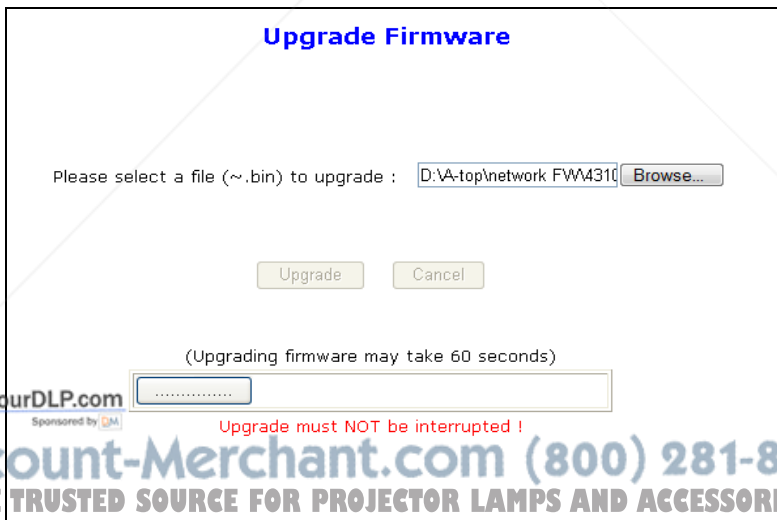 Upgrade Firmware
Please select a file (~.bin) to upgrade : D:\A-top\network FW\4310 Browse...
Upgrade Cancel
(Upgrading firmware may take 60 seconds)
...............
ourDLP.com
Sponsored by DM
Upgrade must NOT be interrupted !
ount-Merchant.com (800) 281-8
TRUSTED SOURCE FOR PROJECTOR LAMPS AND ACCESSOR